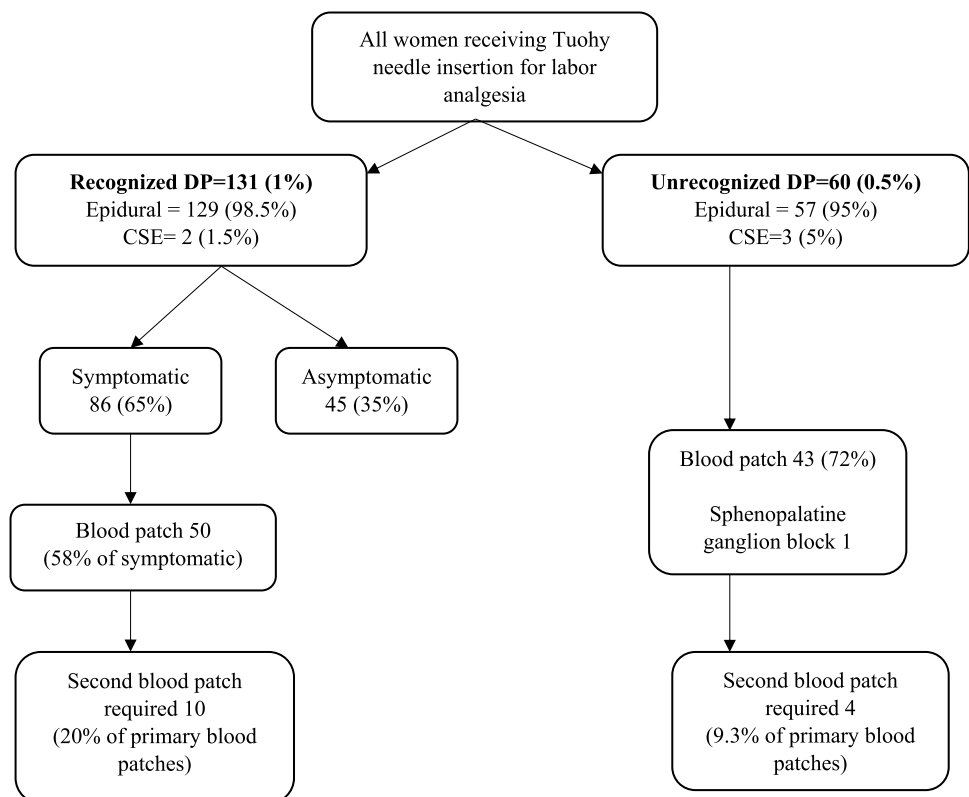 All women receiving Tuohy
needle insertion for labor
analgesia
Recognized DP=131 (1%)
Epidural = 129 (98.5%)
CSE= 2 (1.5%)
Unrecognized DP=60 (0.5%)
Epidural = 57 (95%)
CSE=3 (5%)
Symptomatic
86 (65%)
Asymptomatic
45 (35%)
Blood patch 50
(58% of symptomatic)
Blood patch 43 (72%)
Sphenopalatine
ganglion block 1
Second blood patch
required 10
(20% of primary blood
patches)
Second blood patch
required 4
(9.3% of primary blood
patches)